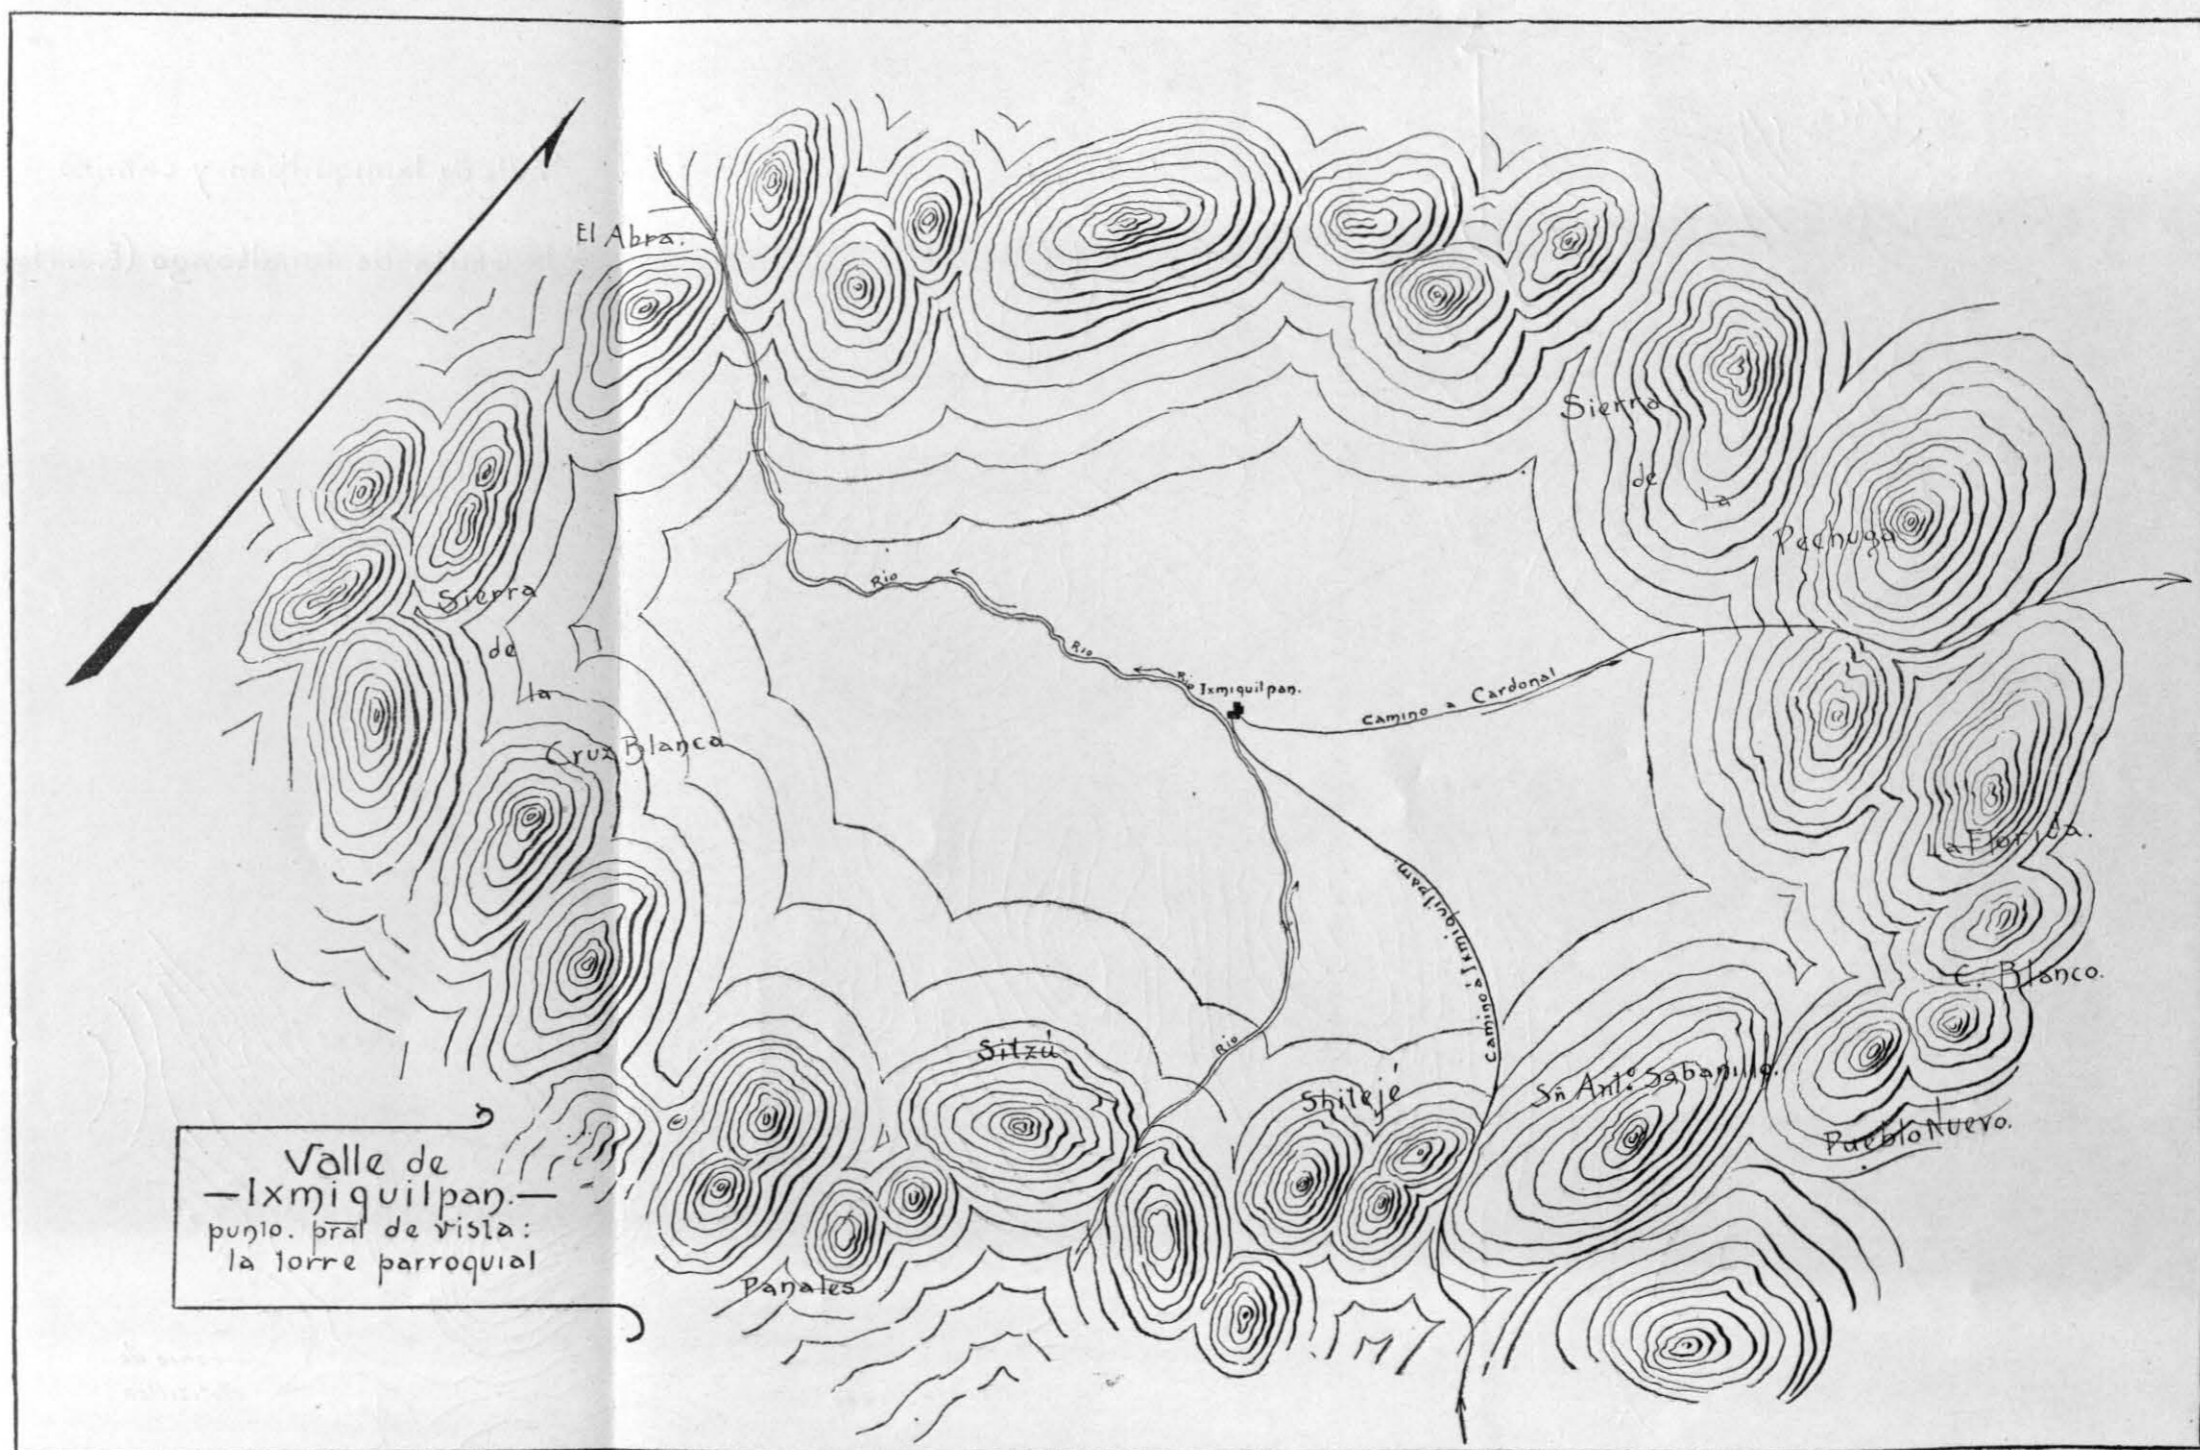 El Abra.
Sierra
de
la
Pechuga
Sierra
de
la
Cruz Blanca
Rio
Rio
Rio
Ixmiquilpan.
Camino a Cardonal
La Florida.
C. Blanco.
Camino a Ixmiquilpam.
Rio
Sitzú
Shitejé
Sñ Antº. Sabanillo.
Pueblo Nuevo.
Panales
Valle de
—Ixmiquilpan.—
punto. pral de vista:
la torre parroquial